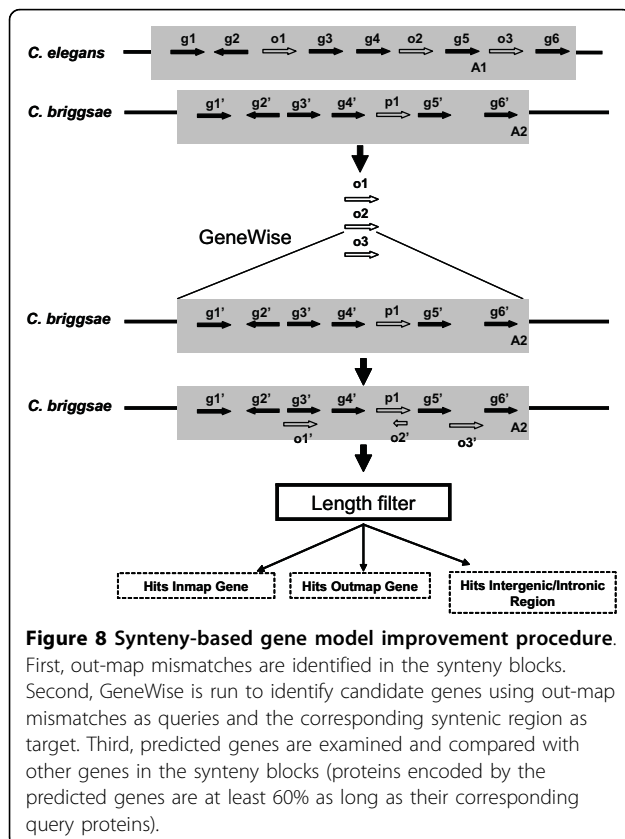 g1 g2 o1 g3 g4 o2 g5 o3 g6
C. elegans
A1
g1' g2' g3' g4' p1 g5' g6'
C. briggsae
A2
o1
o2
GeneWise
o3
g1' g2' g3' g4' p1 g5' g6'
C. briggsae
A2
g1' g2' g3' g4' p1 g5' g6'
C. briggsae
A2
o1' o2' o3'
Length filter
Hits Inmap Gene
Hits Outmap Gene
Hits Intergenic/Intronic
Region
Figure 8 Synteny-based gene model improvement procedure.
First, out-map mismatches are identified in the synteny blocks.
Second, GeneWise is run to identify candidate genes using out-map
mismatches as queries and the corresponding syntenic region as
target. Third, predicted genes are examined and compared with
other genes in the synteny blocks (proteins encoded by the
predicted genes are at least 60% as long as their corresponding
query proteins).